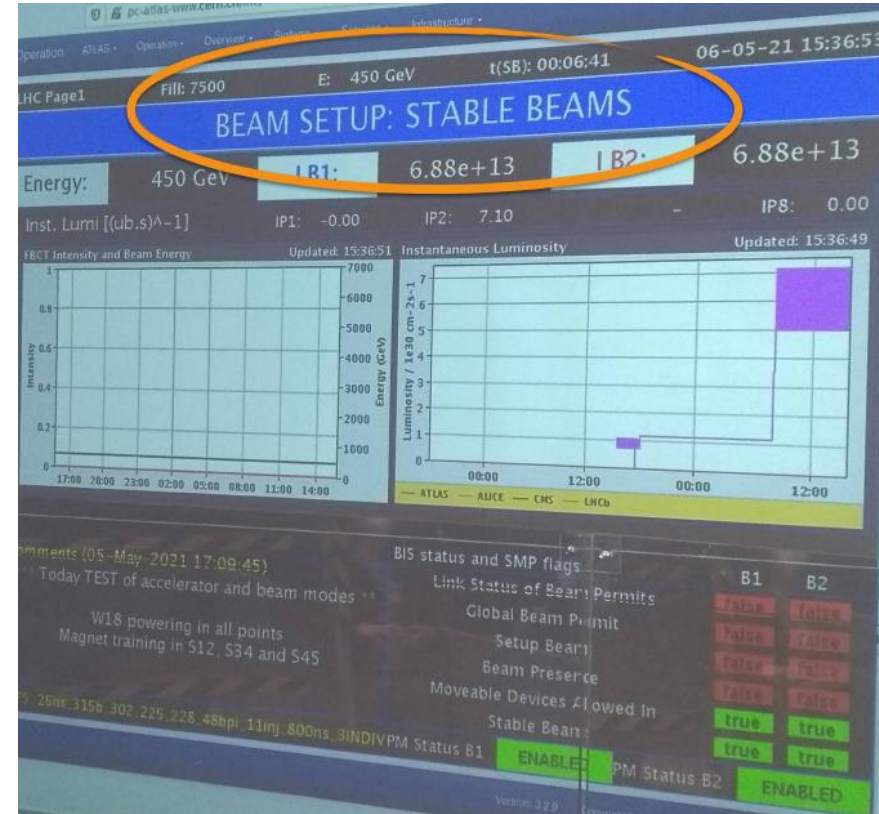 pc-atlas-www.cern.ch/ms
Operation ATLAS Operation Overview Infrastructure
LHC Page1 Fill: 7500 E: 450 GeV t(SB): 00:06:41 06-05-21 15:36:53
BEAM SETUP: STABLE BEAMS
Energy: 450 GeV I B1: 6.88e+13 I B2: 6.88e+13
Inst. Lumi [(ub.s)^-1] IP1: -0.00 IP2: 7.10 - IP8: 0.00
FBCT Intensity and Beam Energy Updated: 15:36:51
Instantaneous Luminosity Updated: 15:36:49
Intensity
1
0.8
0.6
0.4
0.2
0
7000
6000
5000
4000
3000
2000
1000
0
Energy (GeV)
17:00 20:00 23:00 02:00 05:00 08:00 11:00 14:00
Luminosity / 1e30 cm-2s-1
7
6
5
4
3
2
1
0
00:00 12:00 00:00 12:00
ATLAS ALICE CMS LHCb
omments (05-May-2021 17:09:45)
** Today TEST of accelerator and beam modes **
W18 powering in all points
Magnet training in S12, S34 and S45
25ns_315b_302_225_228_48bpi_11inj_800ns_3INDIV
BIS status and SMP flags B1 B2
Link Status of Beam Permits false false
Global Beam Permit false false
Setup Beam false false
Beam Presence false false
Moveable Devices Allowed In true true
Stable Beams true true
PM Status B1 ENABLED PM Status B2 ENABLED
Version: 3.2.9